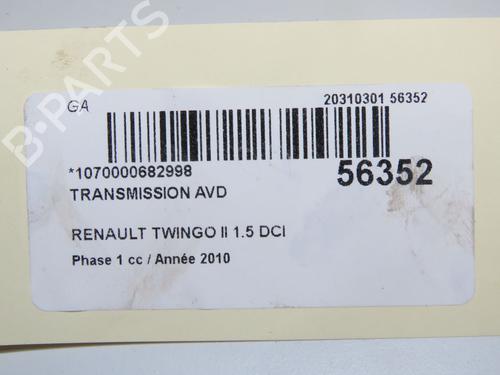 GA
20310301 56352
*1070000682998
56352
TRANSMISSION AVD
RENAULT TWINGO II 1.5 DCI
Phase 1 cc / Année 2010
B-PARTS